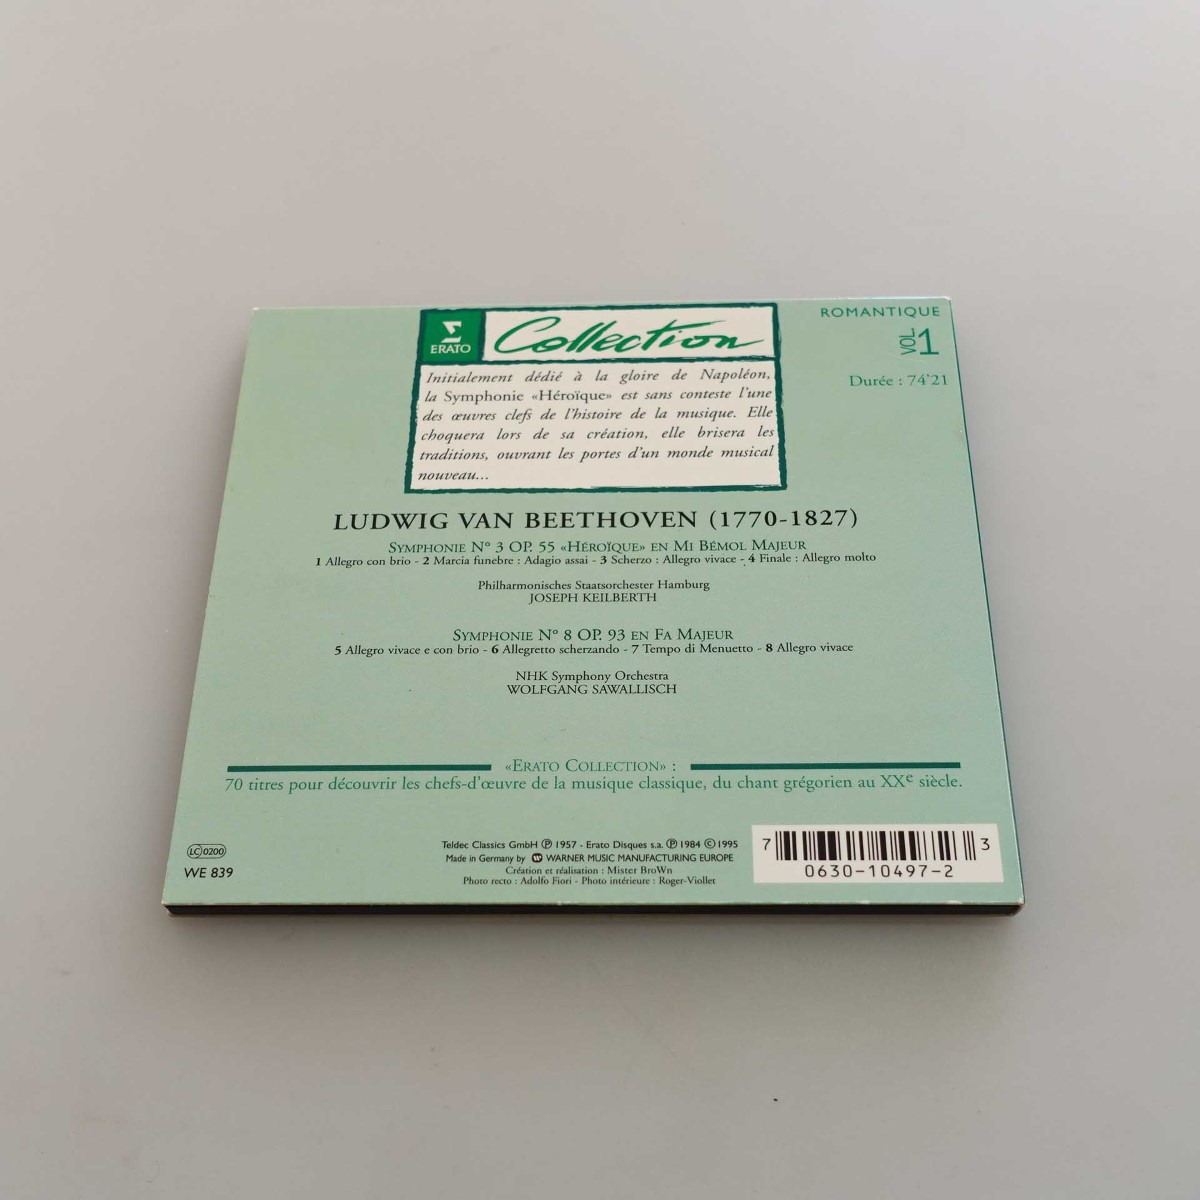 ERATO
Collection
ROMANTIQUE
VOL 1
Durée : 74'21
Initialement dédié à la gloire de Napoléon,
la Symphonie «Héroïque» est sans conteste l'une
des œuvres clefs de l'histoire de la musique. Elle
choquera lors de sa création, elle brisera les
traditions, ouvrant les portes d'un monde musical
nouveau...
LUDWIG VAN BEETHOVEN (1770-1827)
SYMPHONIE N° 3 OP. 55 «HÉROÏQUE» EN MI BÉMOL MAJEUR
1 Allegro con brio - 2 Marcia funebre : Adagio assai - 3 Scherzo : Allegro vivace - 4 Finale : Allegro molto
Philharmonisches Staatsorchester Hamburg
JOSEPH KEILBERTH
SYMPHONIE N° 8 OP. 93 EN FA MAJEUR
5 Allegro vivace e con brio - 6 Allegretto scherzando - 7 Tempo di Menuetto - 8 Allegro vivace
NHK Symphony Orchestra
WOLFGANG SAWALLISCH
«ERATO COLLECTION» :
70 titres pour découvrir les chefs-d'œuvre de la musique classique, du chant grégorien au XXe siècle.
LC 0200
WE 839
Teldec Classics GmbH Ⓟ 1957 - Erato Disques s.a. Ⓟ 1984 © 1995
Made in Germany by WARNER MUSIC MANUFACTURING EUROPE
Création et réalisation : Mister BroWn
Photo recto : Adolfo Fiori - Photo intérieure : Roger-Viollet
7 3
0630-10497-2